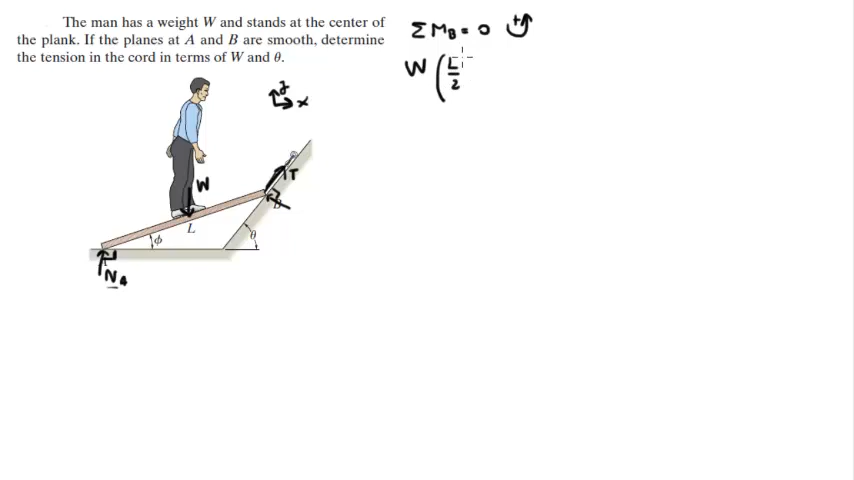 The man has a weight W and stands at the center of
the plank. If the planes at A and B are smooth, determine
the tension in the cord in terms of W and θ.
Σ M_B = 0 +
W ( L/2
y
x
T
W
B
L
θ
ϕ
A
N_A